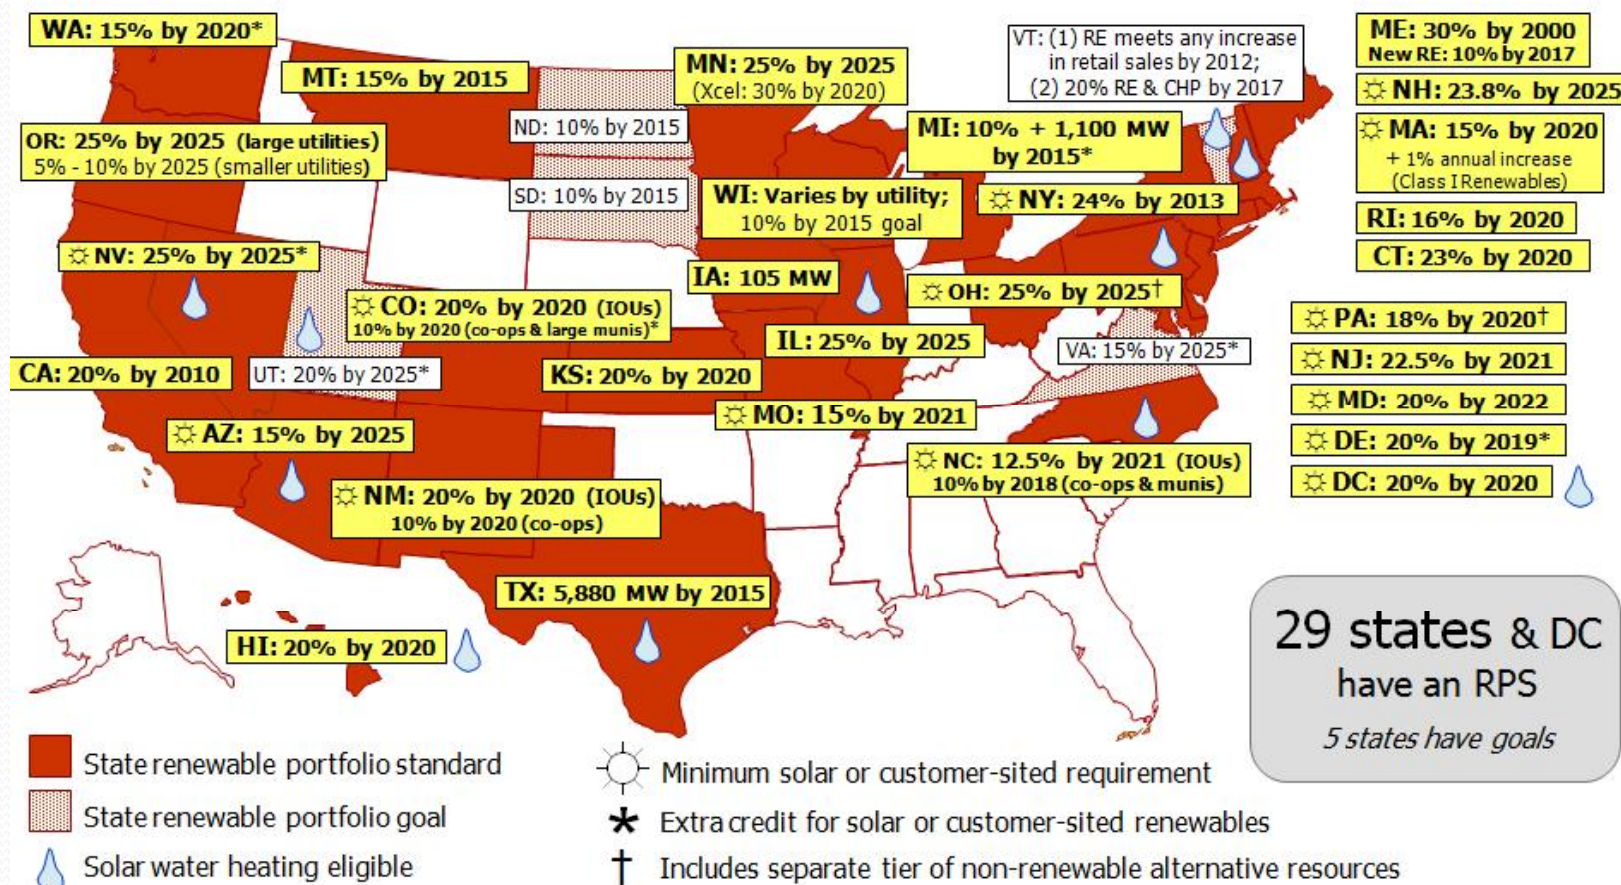 WA: 15% by 2020*
MT: 15% by 2015
MN: 25% by 2025
(Xcel: 30% by 2020)
VT: (1) RE meets any increase
in retail sales by 2012;
(2) 20% RE & CHP by 2017
ME: 30% by 2000
New RE: 10% by 2017
☼ NH: 23.8% by 2025
OR: 25% by 2025 (large utilities)
5% - 10% by 2025 (smaller utilities)
ND: 10% by 2015
MI: 10% + 1,100 MW
by 2015*
☼ MA: 15% by 2020
+ 1% annual increase
(Class I Renewables)
SD: 10% by 2015
WI: Varies by utility;
10% by 2015 goal
☼ NY: 24% by 2013
RI: 16% by 2020
CT: 23% by 2020
☼ NV: 25% by 2025*
IA: 105 MW
☼ OH: 25% by 2025†
☼ CO: 20% by 2020 (IOUs)
10% by 2020 (co-ops & large munis)*
☼ PA: 18% by 2020†
IL: 25% by 2025
VA: 15% by 2025*
☼ NJ: 22.5% by 2021
CA: 20% by 2010
UT: 20% by 2025*
KS: 20% by 2020
☼ MD: 20% by 2022
☼ MO: 15% by 2021
☼ AZ: 15% by 2025
☼ DE: 20% by 2019*
☼ NC: 12.5% by 2021 (IOUs)
10% by 2018 (co-ops & munis)
☼ DC: 20% by 2020
☼ NM: 20% by 2020 (IOUs)
10% by 2020 (co-ops)
TX: 5,880 MW by 2015
HI: 20% by 2020
29 states & DC
have an RPS
5 states have goals
State renewable portfolio standard
State renewable portfolio goal
Solar water heating eligible
Minimum solar or customer-sited requirement
* Extra credit for solar or customer-sited renewables
† Includes separate tier of non-renewable alternative resources